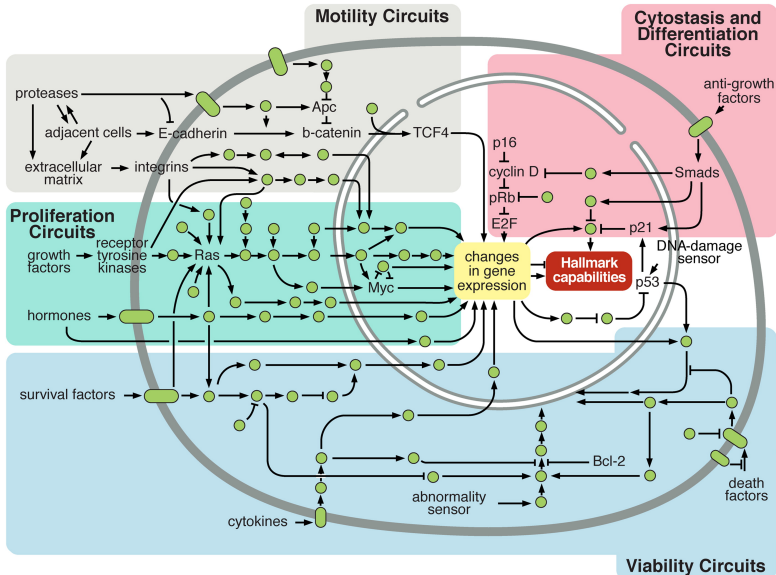 Motility Circuits
Cytostasis and
Differentiation
Circuits
proteases
Apc
anti-growth
factors
adjacent cells
E-cadherin
b-catenin
TCF4
p16
extracellular
matrix
integrins
cyclin D
Smads
pRb
E2F
p21
Proliferation
Circuits
growth
factors
receptor
tyrosine
kinases
Ras
changes
in gene
expression
Hallmark
capabilities
DNA-damage
sensor
p53
Myc
hormones
survival factors
Bcl-2
abnormality
sensor
death
factors
cytokines
Viability Circuits